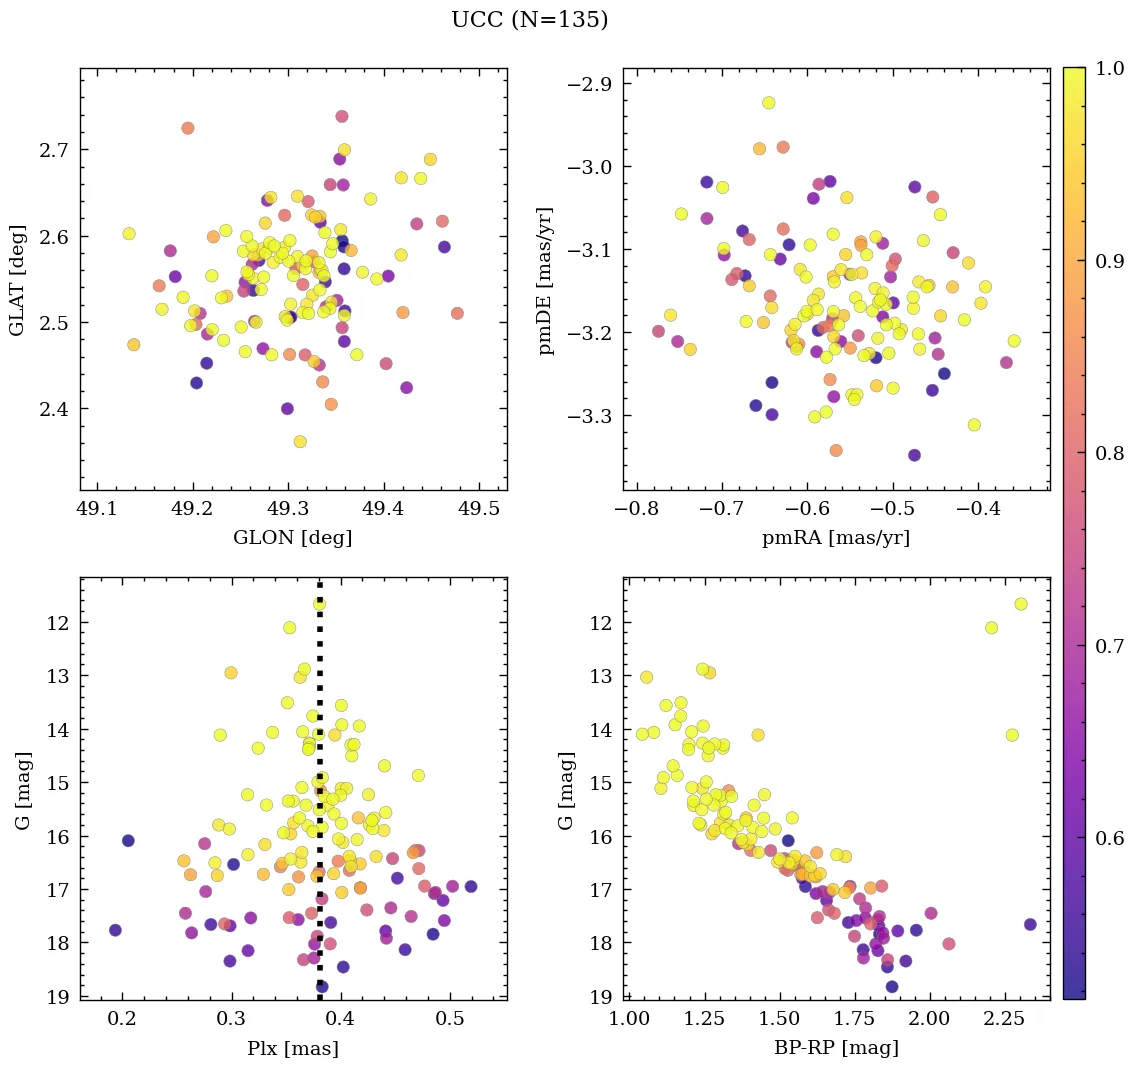 UCC (N=135)
2.7
2.6
2.5
2.4
GLAT [deg]
49.1 49.2 49.3 49.4 49.5
GLON [deg]
−2.9
−3.0
−3.1
−3.2
−3.3
pmDE [mas/yr]
−0.8 −0.7 −0.6 −0.5 −0.4
pmRA [mas/yr]
1.0
0.9
0.8
0.7
0.6
12
13
14
15
16
17
18
19
G [mag]
0.2 0.3 0.4 0.5
Plx [mas]
12
13
14
15
16
17
18
19
G [mag]
1.00 1.25 1.50 1.75 2.00 2.25
BP-RP [mag]